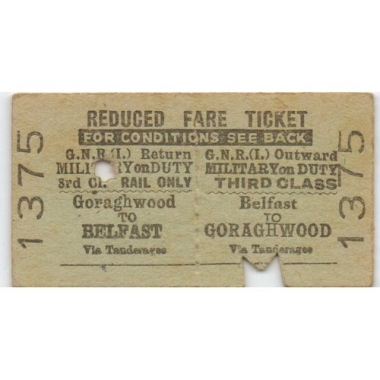 REDUCED FARE TICKET
FOR CONDITIONS SEE BACK
1375
G.N.R(I.) Return
MILITARY on DUTY
3rd Cl. RAIL ONLY
Goraghwood
TO
BELFAST
Via Tanderagee
G.N.R.(I.) Outward
MILITARY on DUTY
THIRD CLASS
Belfast
TO
GORAGHWOOD
Via Tanderagee
1375